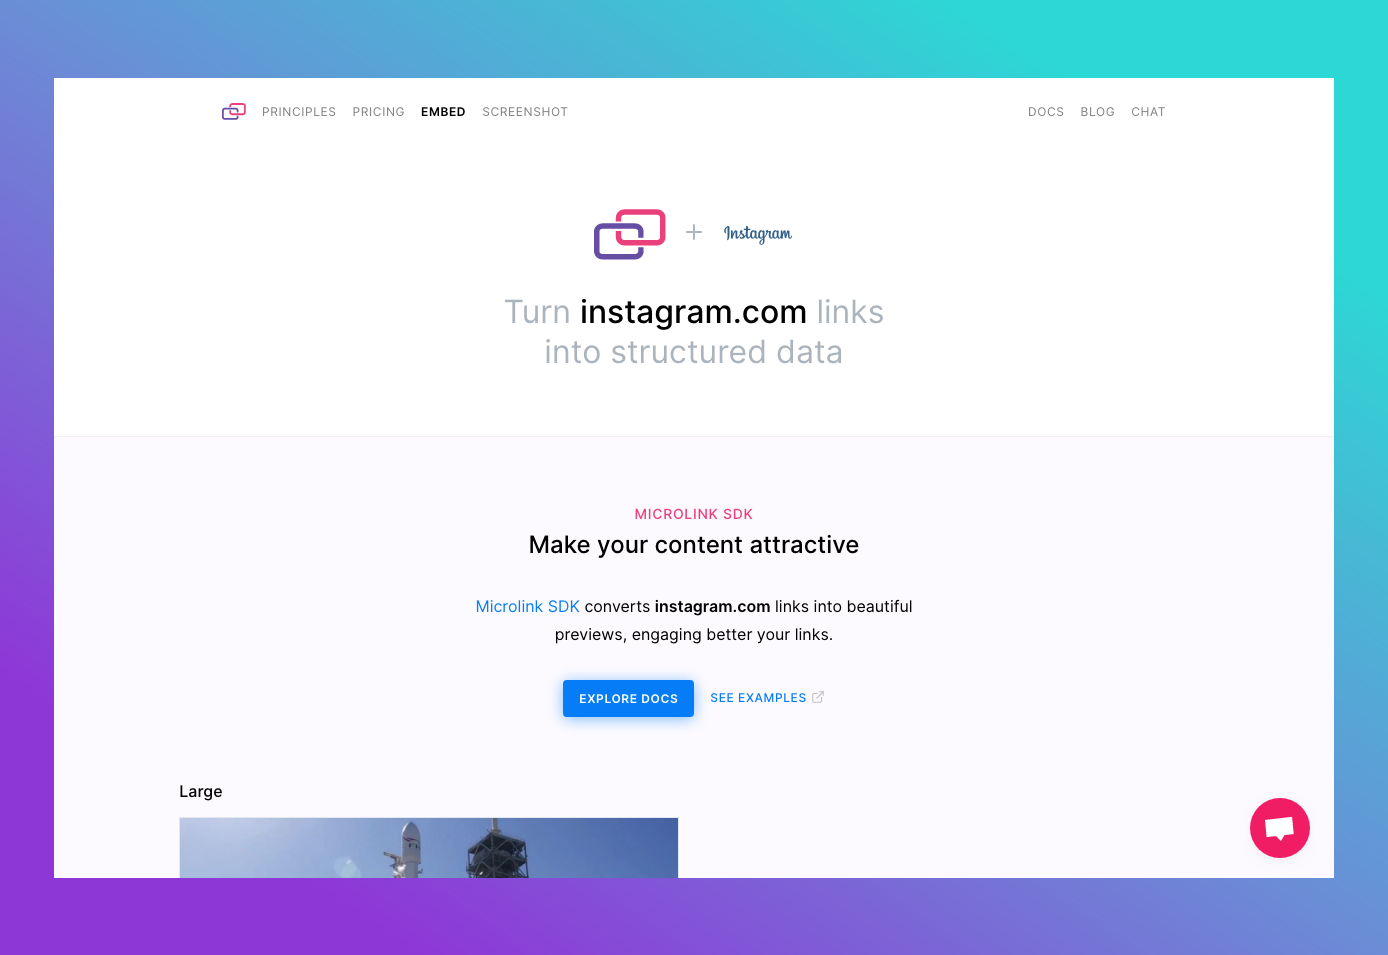 PRINCIPLES PRICING EMBED SCREENSHOT DOCS BLOG CHAT
Instagram
Turn instagram.com links
into structured data
MICROLINK SDK
Make your content attractive
Microlink SDK converts instagram.com links into beautiful
previews, engaging better your links.
EXPLORE DOCS SEE EXAMPLES
Large